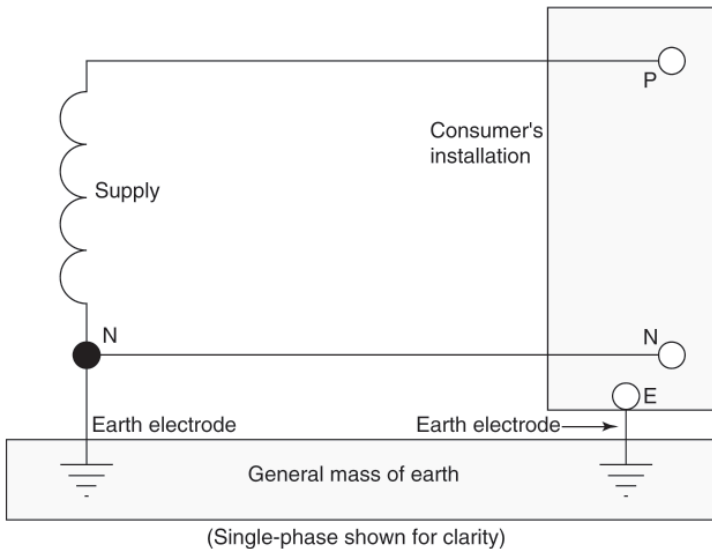 P
Consumer's
installation
Supply
N
N
E
Earth electrode
Earth electrode
General mass of earth
(Single-phase shown for clarity)